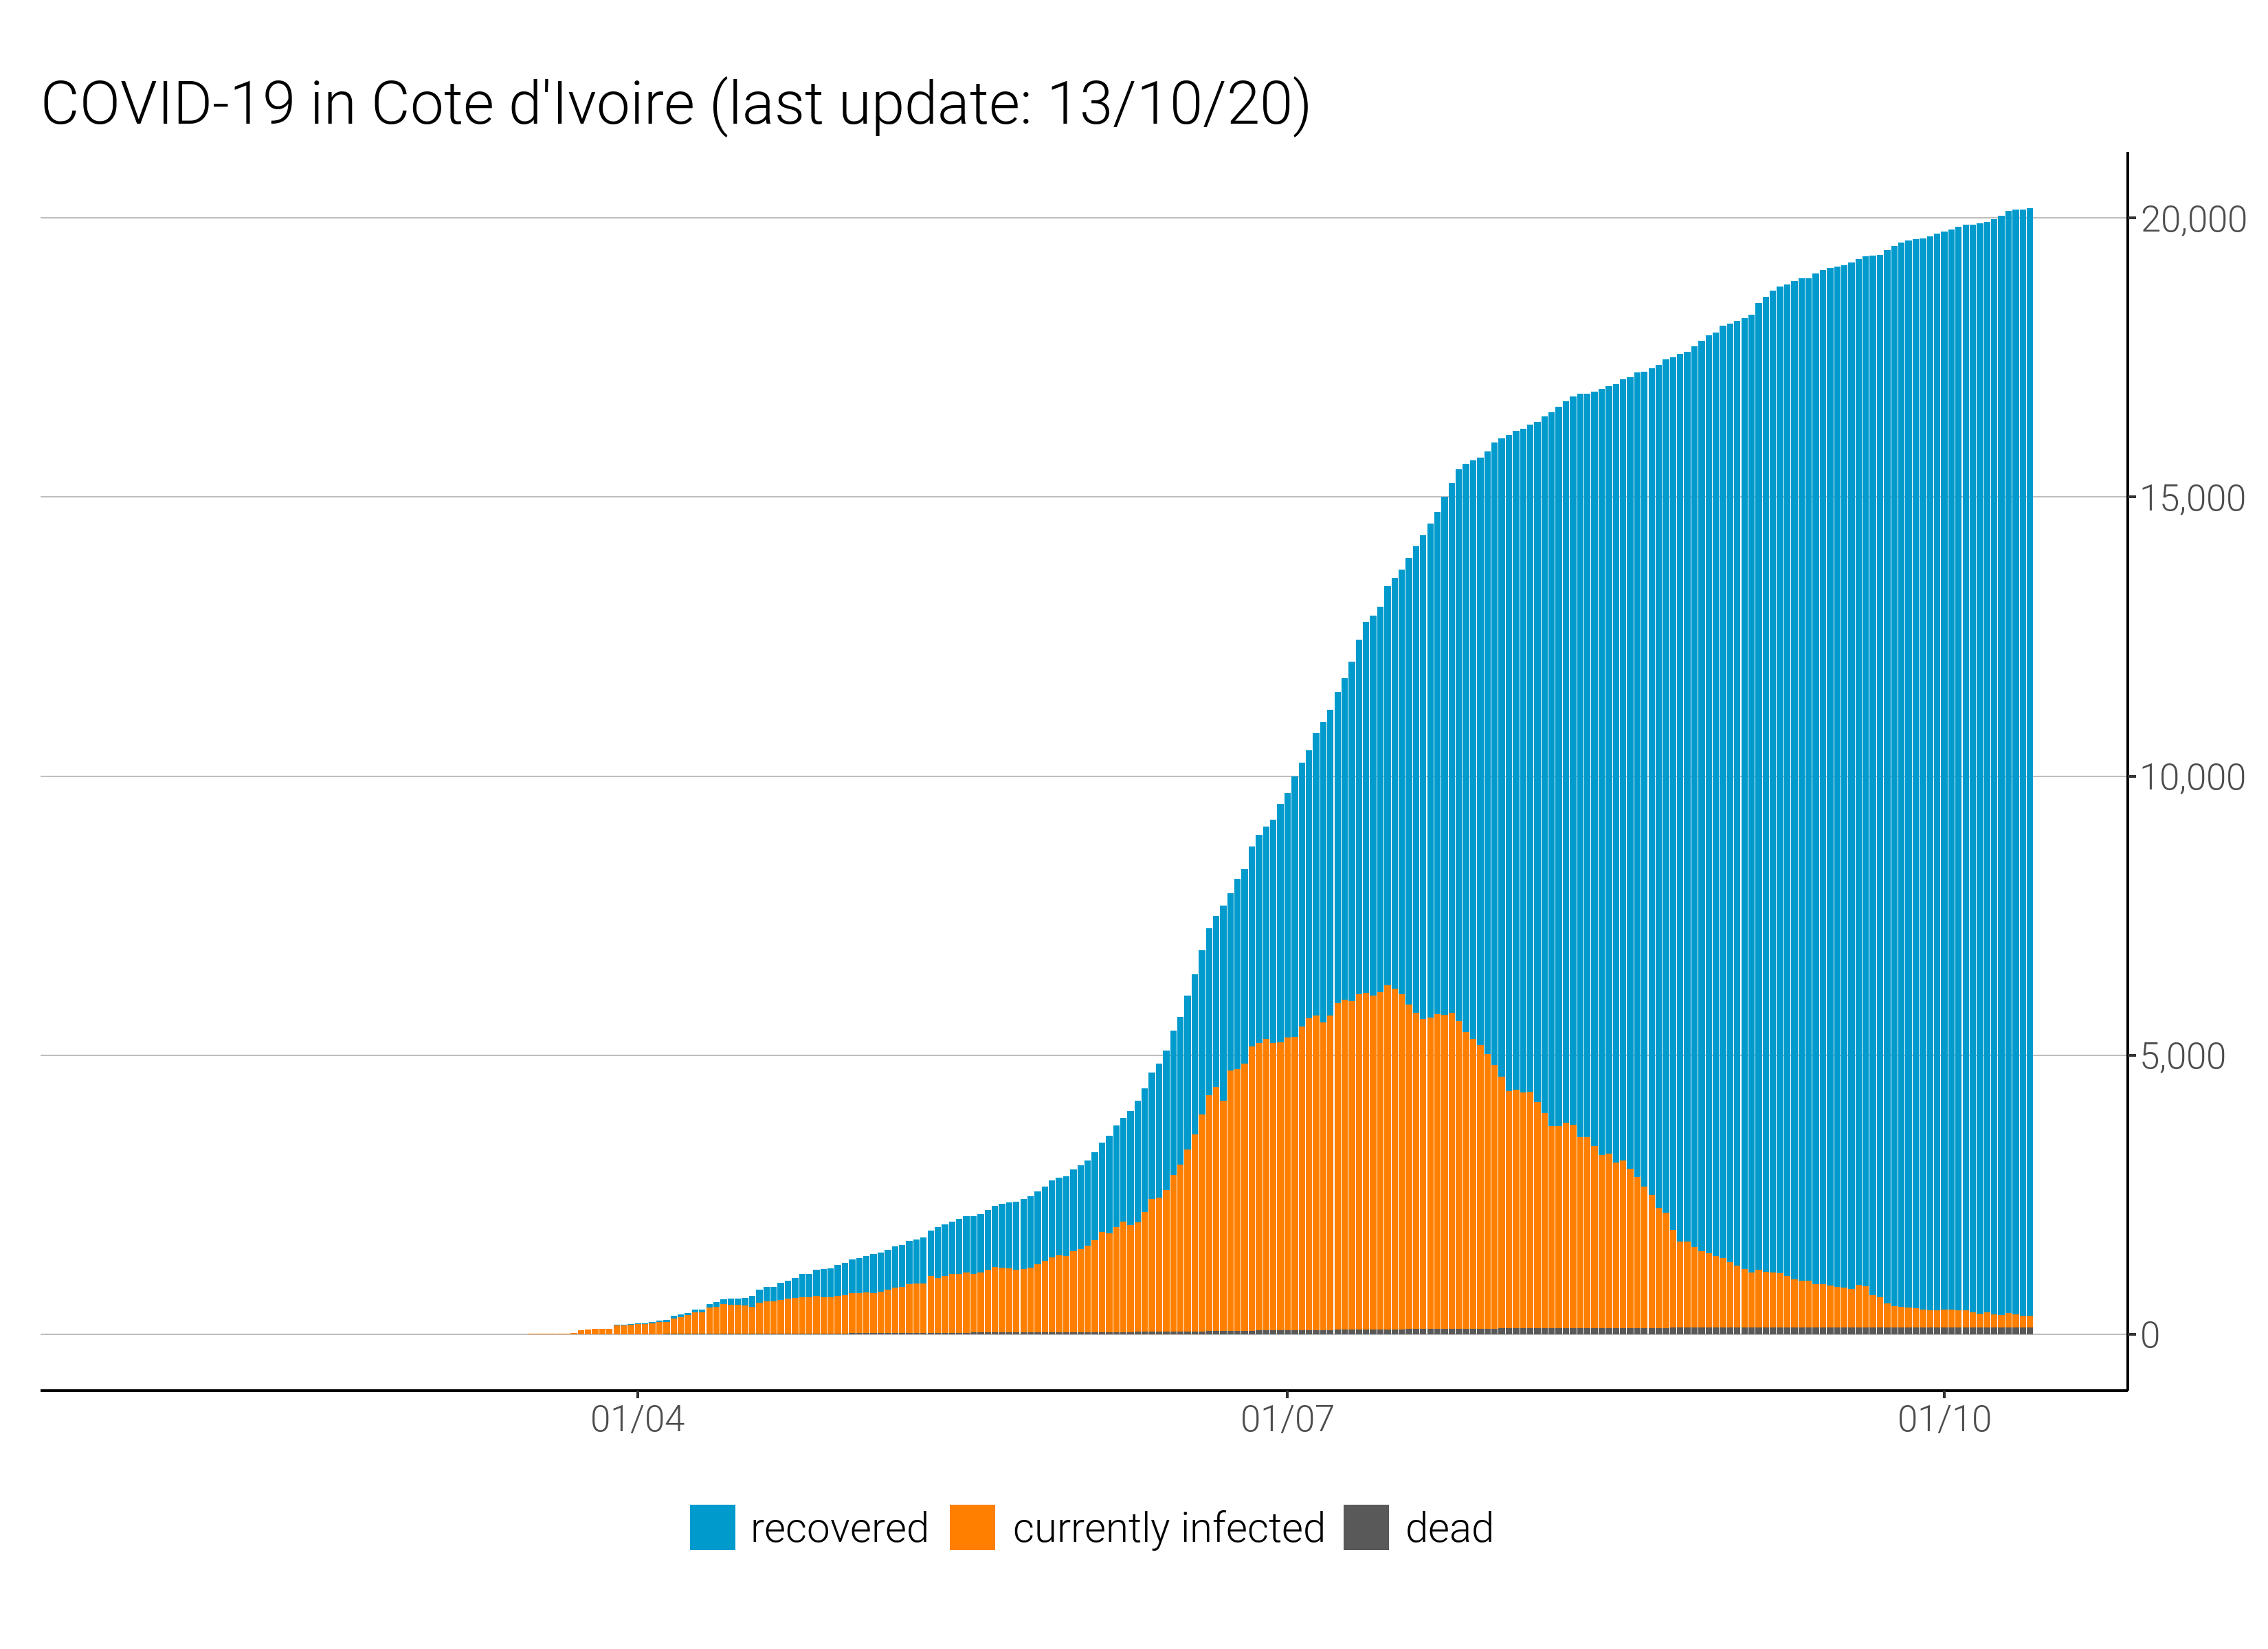 COVID-19 in Cote d'Ivoire (last update: 13/10/20)
20,000
15,000
10,000
5,000
0
01/04 01/07 01/10
recovered currently infected dead